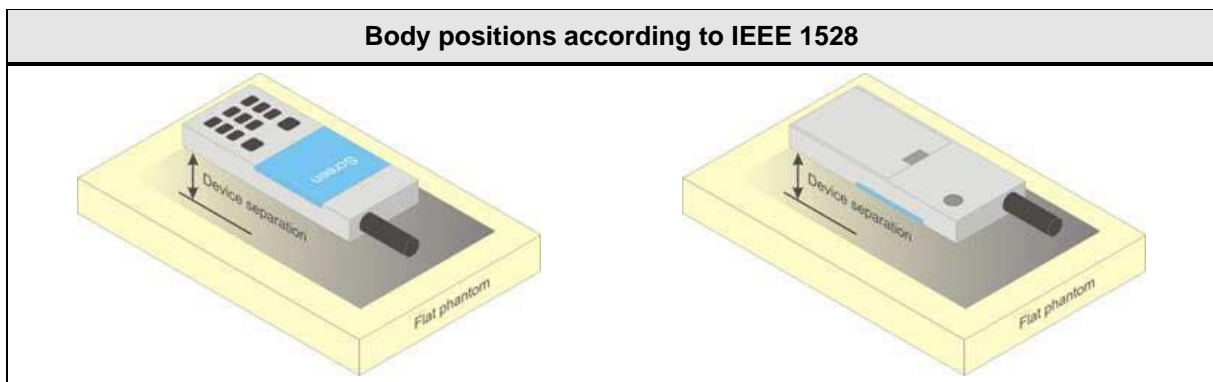 Body positions according to IEEE 1528
Screen
Device separation
Flat phantom
Device separation
Flat phantom